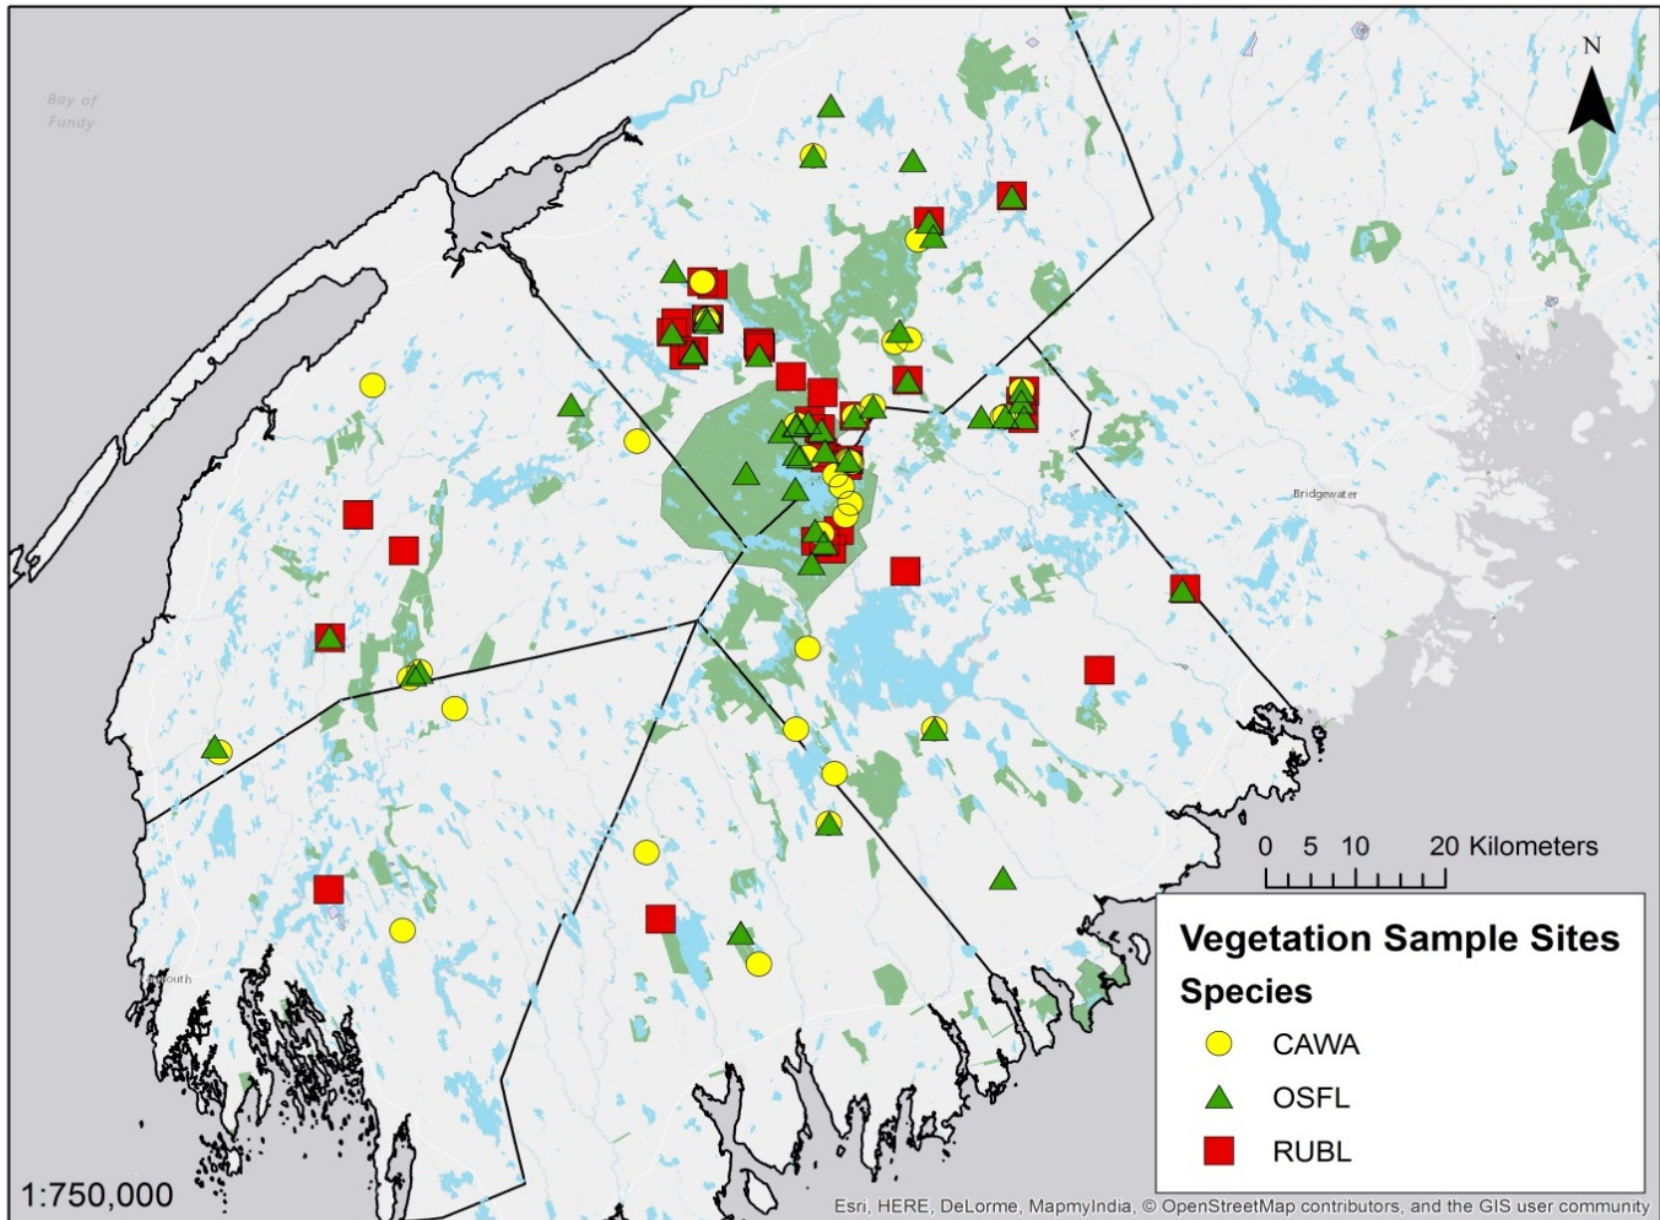 Bay of
Fundy
N
Bridgewater
0 5 10 20 Kilometers
Vegetation Sample Sites
Species
CAWA
OSFL
RUBL
1:750,000
Esri, HERE, DeLorme, MapmyIndia, © OpenStreetMap contributors, and the GIS user community